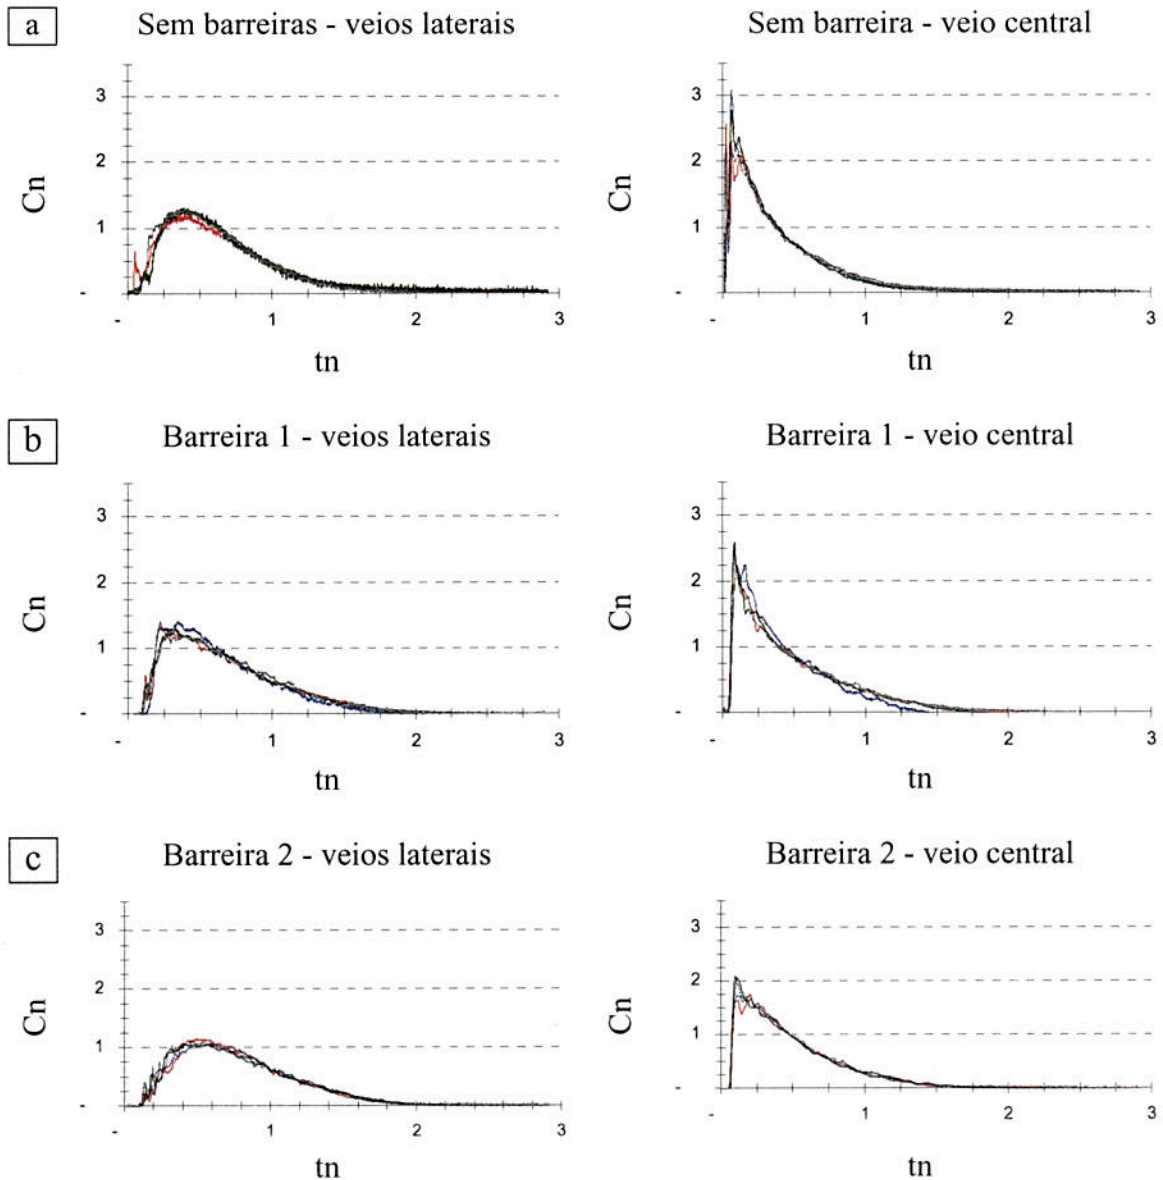 a
Sem barreiras - veios laterais
Sem barreira - veio central
Cn
3
2
1
-
-
1
2
3
tn
Cn
3
2
1
-
-
1
2
3
tn
b
Barreira 1 - veios laterais
Barreira 1 - veio central
Cn
3
2
1
-
-
1
2
3
tn
Cn
3
2
1
-
-
1
2
3
tn
c
Barreira 2 - veios laterais
Barreira 2 - veio central
Cn
3
2
1
-
-
1
2
3
tn
Cn
3
2
1
-
-
1
2
3
tn